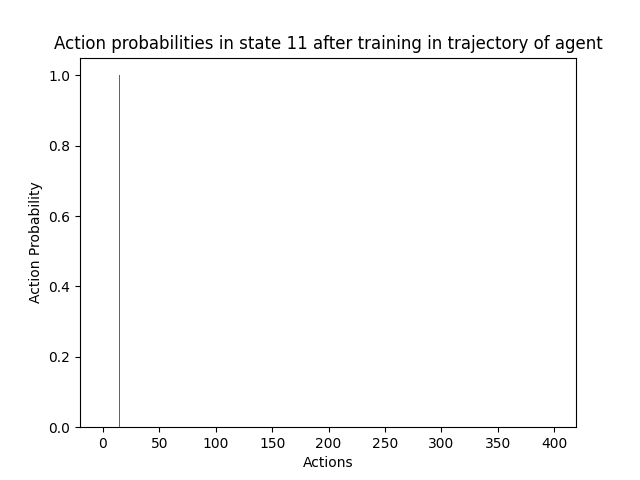 Action probabilities in state 11 after training in trajectory of agent
1.0
0.8
0.6
0.4
0.2
0.0
Action Probability
0 50 100 150 200 250 300 350 400
Actions